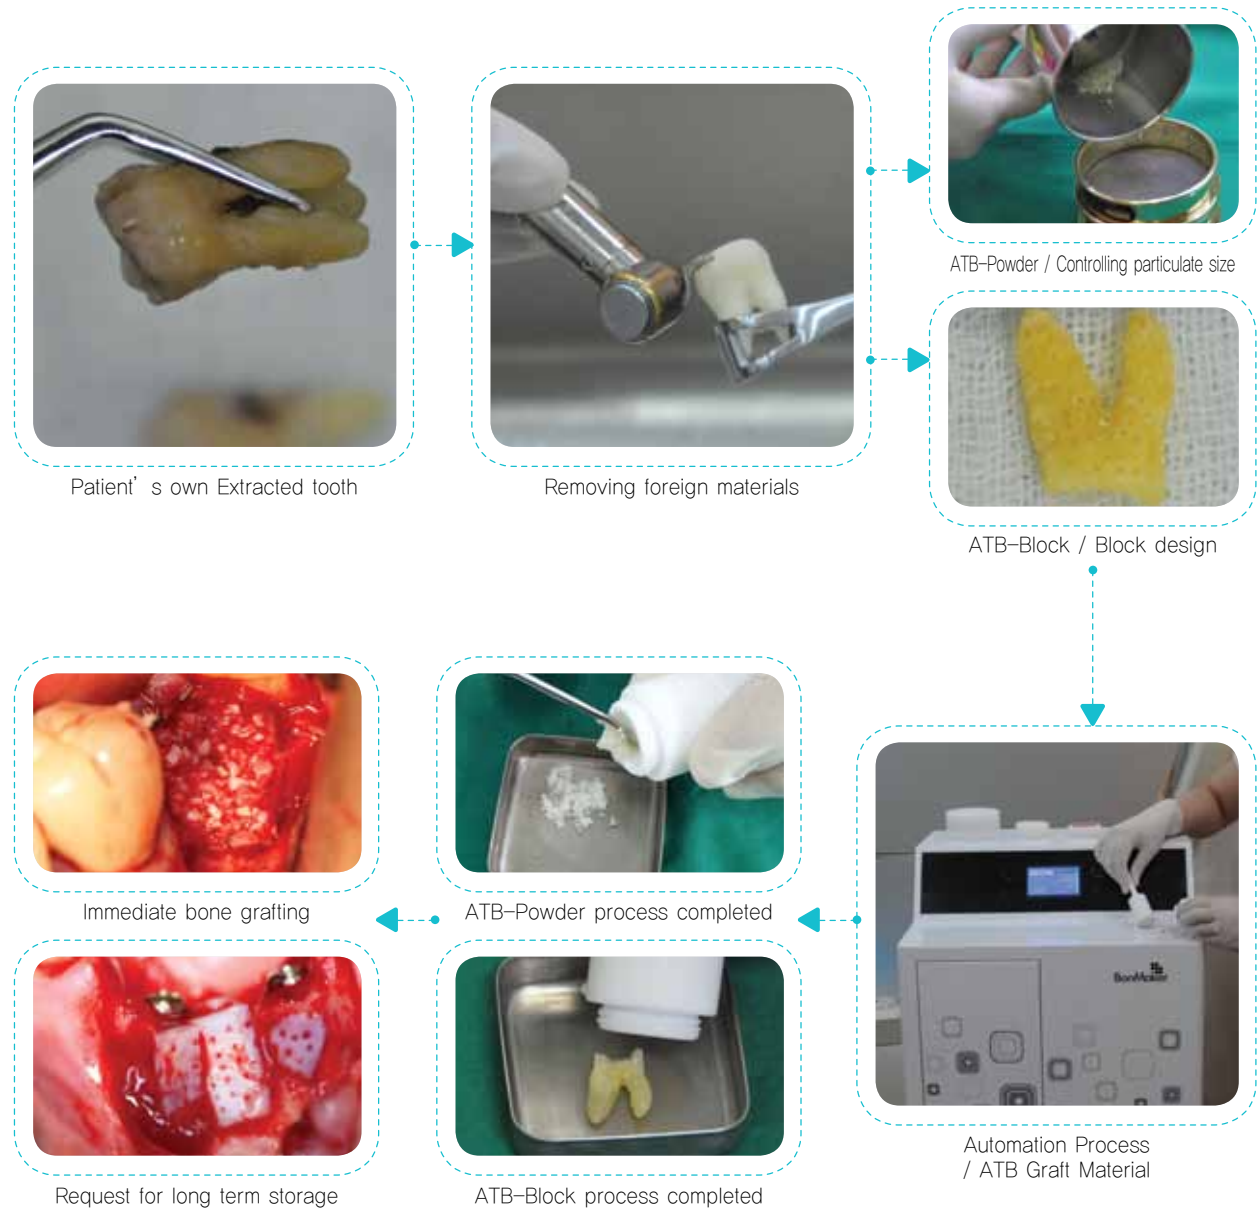 ATB-Powder / Controlling particulate size
Patient’ s own Extracted tooth
Removing foreign materials
ATB-Block / Block design
Immediate bone grafting
ATB-Powder process completed
BonMaker
Automation Process
/ ATB Graft Material
Request for long term storage
ATB-Block process completed